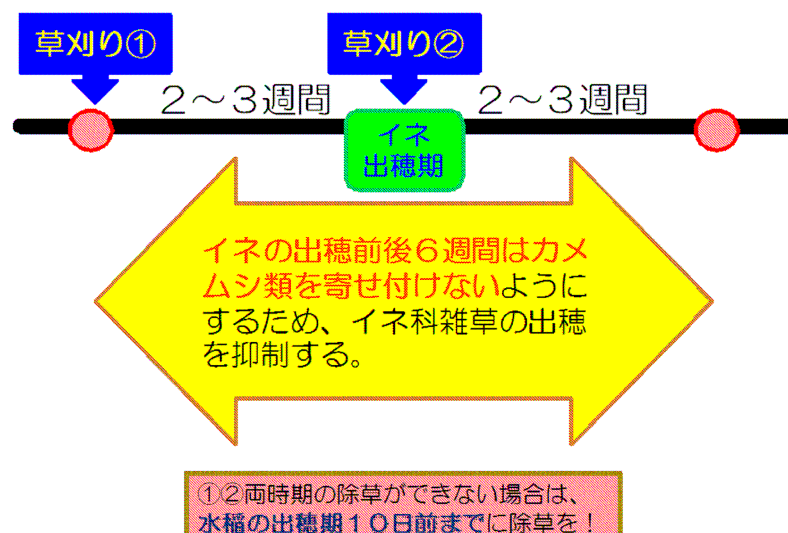 草刈り① 草刈り②
２～３週間 ２～３週間
イネ
出穂期
イネの出穂前後６週間はカメ
ムシ類を寄せ付けないように
するため、イネ科雑草の出穂
を抑制する。
①②両時期の除草ができない場合は、
水稲の出穂期１０日前までに除草を！